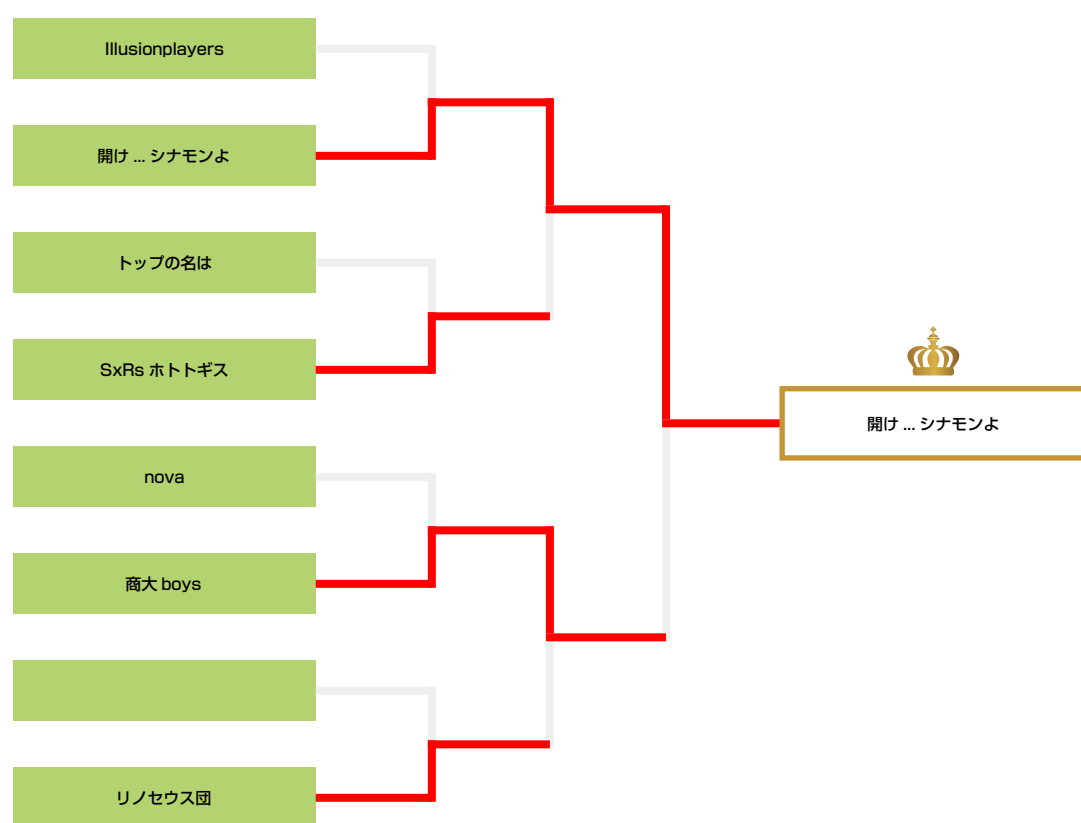 Illusionplayers
開け ... シナモンよ
トップの名は
SxRs ホトトギス
開け ... シナモンよ
nova
商大 boys
リノセウス団